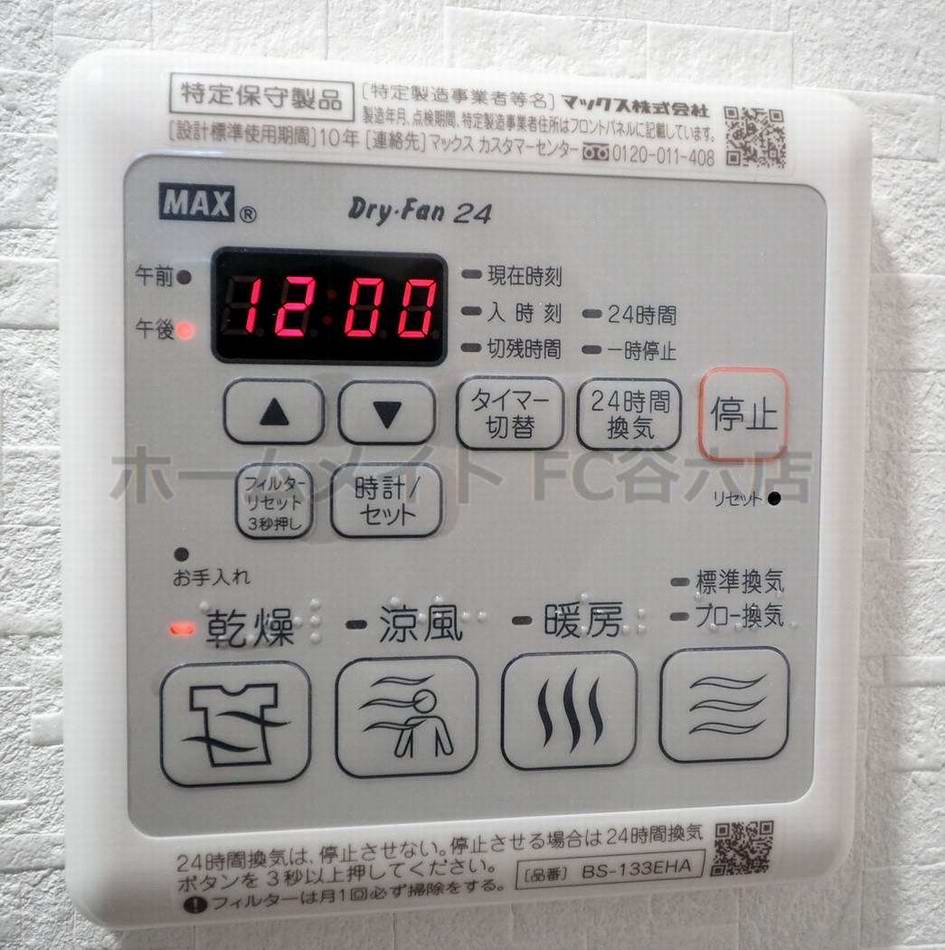 特定保守製品 [特定製造事業者等名] マックス株式会社
製造年月、点検期間、特定製造事業者住所はフロントパネルに記載しています。
[設計標準使用期間]10年 [連絡先]マックス カスタマーセンター 0120-011-408
MAX® Dry・Fan 24
午前
12:00
現在時刻
午後
入時刻 24時間
切残時間 一時停止
▲ ▼
タイマー
切替
24時間
換気
停止
ホームメイトFC谷六店
フィルター
リセット
3秒押し
時計/
セット
リセット
お手入れ
標準換気
乾燥 涼風 暖房 ブロー換気
24時間換気は、停止させない。停止させる場合は24時間換気
ボタンを3秒以上押してください。 [品番] BS-133EHA
フィルターは月1回必ず掃除をする。